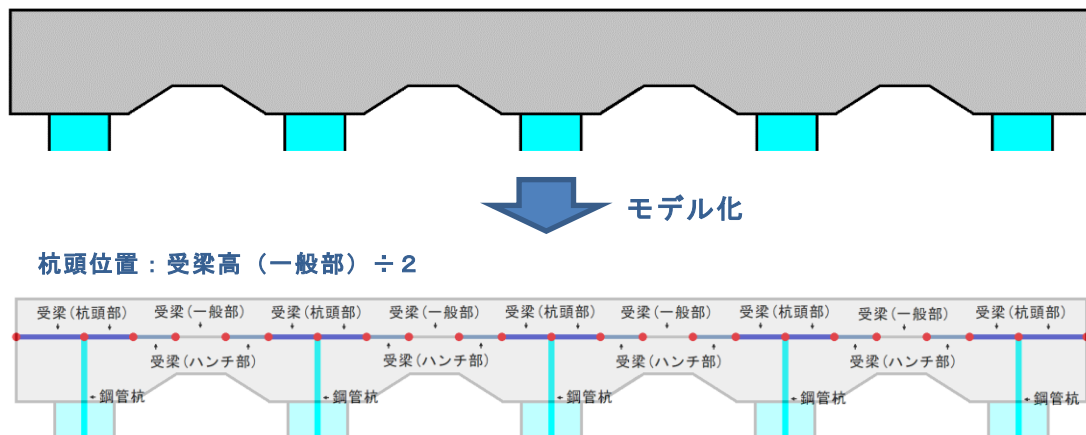 モデル化
杭頭位置：受梁高（一般部）÷２
受梁(杭頭部) 受梁(一般部) 受梁(杭頭部) 受梁(一般部) 受梁(杭頭部) 受梁(一般部) 受梁(杭頭部) 受梁(一般部) 受梁(杭頭部)
受梁(ハンチ部) 受梁(ハンチ部) 受梁(ハンチ部) 受梁(ハンチ部)
鋼管杭 鋼管杭 鋼管杭 鋼管杭 鋼管杭